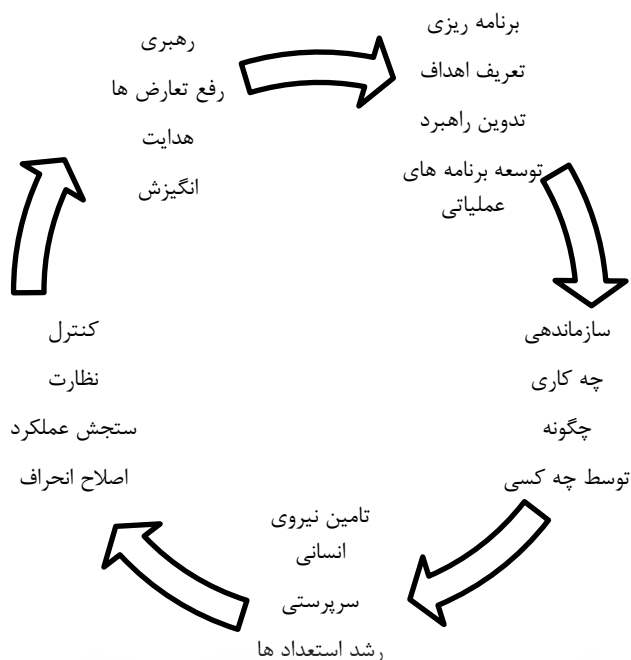 برنامه ریزی
تعریف اهداف
تدوین راهبرد
توسعه برنامه های
عملیاتی
سازماندهی
چه کاری
چگونه
توسط چه کسی
تامین نیروی
انسانی
سرپرستی
رشد استعداد ها
کنترل
نظارت
ستجش عملکرد
اصلاح انحراف
رهبری
رفع تعارض ها
هدایت
انگیزش